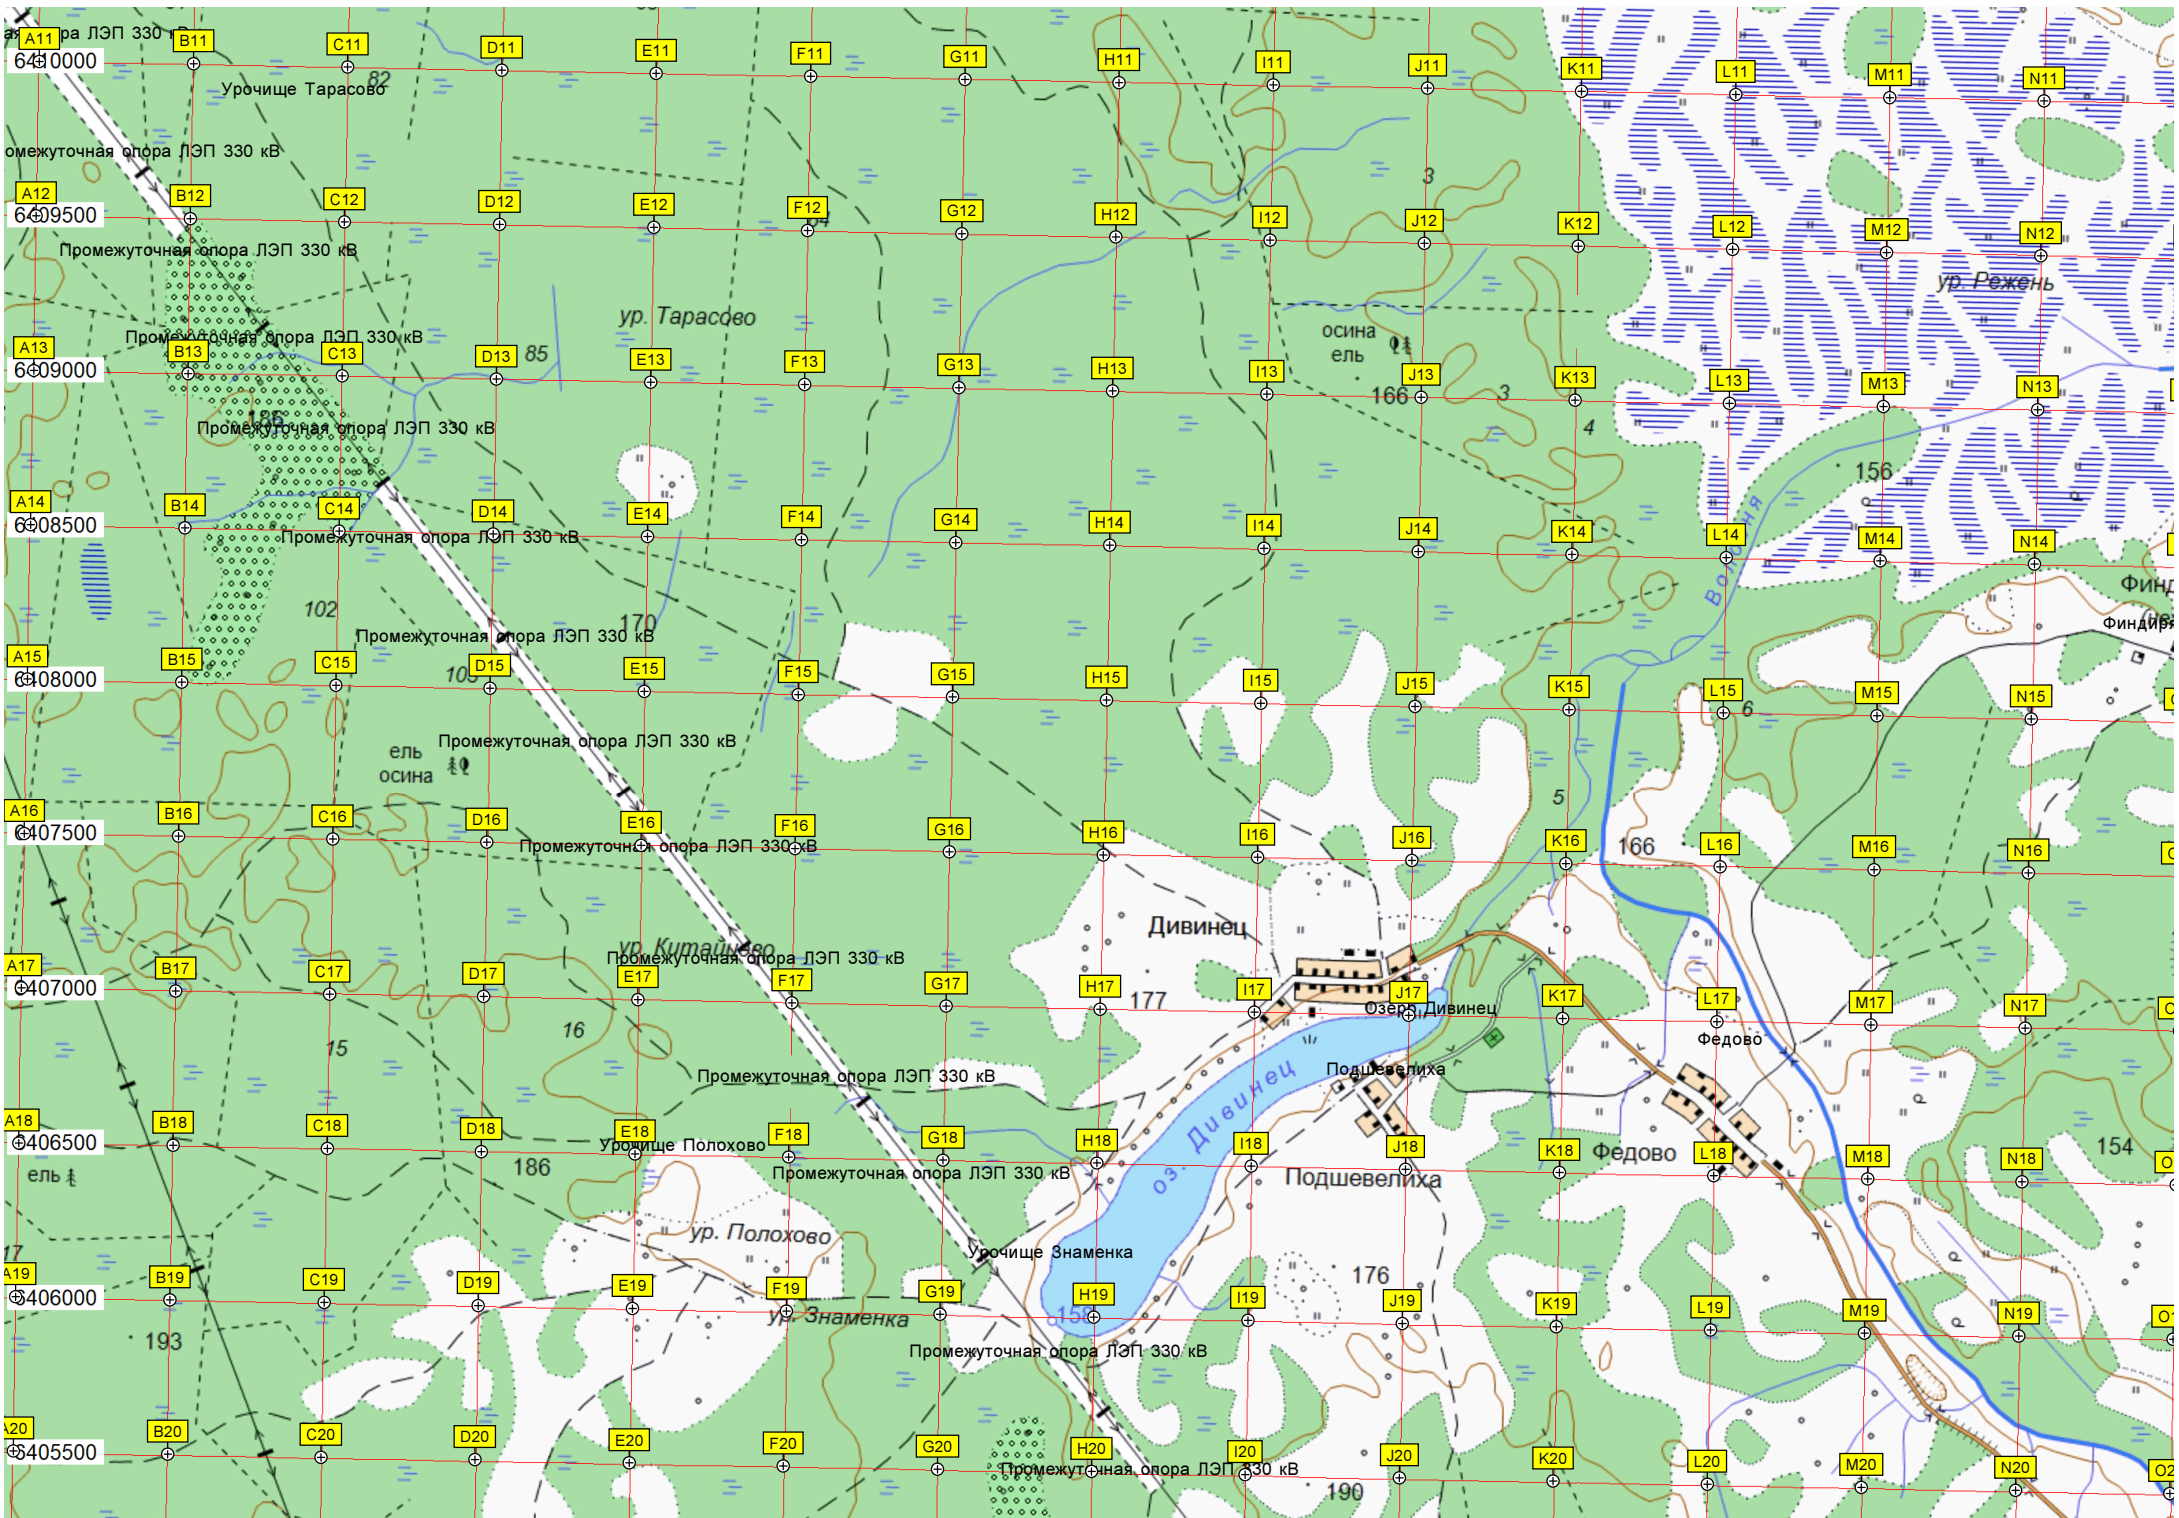 A11 B11 C11 D11 E11 F11 G11 H11 I11 J11 K11 L11 M11 N11
ра ЛЭП 330
6410000
82
Урочище Тарасово
омежуточная опора ЛЭП 330 кВ
3
A12 B12 C12 D12 E12 F12 G12 H12 I12 J12 K12 L12 M12 N12
6409500
Промежуточная опора ЛЭП 330 кВ
ур. Режень
ур. Тарасово
осина
ель
Промежуточная опора ЛЭП 330 кВ
85
A13 B13 C13 D13 E13 F13 G13 H13 I13 J13 K13 L13 M13 N13
6409000
166
3
186
Промежуточная опора ЛЭП 330 кВ
4
156
A14 B14 C14 D14 E14 F14 G14 H14 I14 J14 K14 L14 M14 N14
6408500
Промежуточная опора ЛЭП 330 кВ
Финд
102
170
Финдиря
Промежуточная опора ЛЭП 330 кВ
A15 B15 C15 D15 E15 F15 G15 H15 I15 J15 K15 L15 M15 N15
6408000
6
Промежуточная опора ЛЭП 330 кВ
ель
осина
5
A16 B16 C16 D16 E16 F16 G16 H16 I16 J16 K16 L16 M16 N16
6407500
Промежуточная опора ЛЭП 330 кВ
166
Дивинец
ур. Китайцево
Промежуточная опора ЛЭП 330 кВ
A17 B17 C17 D17 E17 F17 G17 H17 I17 J17 K17 L17 M17 N17
6407000
177
Озеро Дивинец
16
15
Федово
Промежуточная опора ЛЭП 330 кВ
Подшевелиха
оз. Дивинец
A18 B18 C18 D18 E18 F18 G18 H18 I18 J18 K18 L18 M18 N18
6406500
Урочище Полохово
154
Федово
186
ель
Промежуточная опора ЛЭП 330 кВ
Подшевелиха
ур. Полохово
17
Урочище Знаменка
176
A19 B19 C19 D19 E19 F19 G19 H19 I19 J19 K19 L19 M19 N19
6406000
ур. Знаменка
158
193
Промежуточная опора ЛЭП 330 кВ
A20 B20 C20 D20 E20 F20 G20 H20 I20 J20 K20 L20 M20 N20
6405500
Промежуточная опора ЛЭП 330 кВ
190